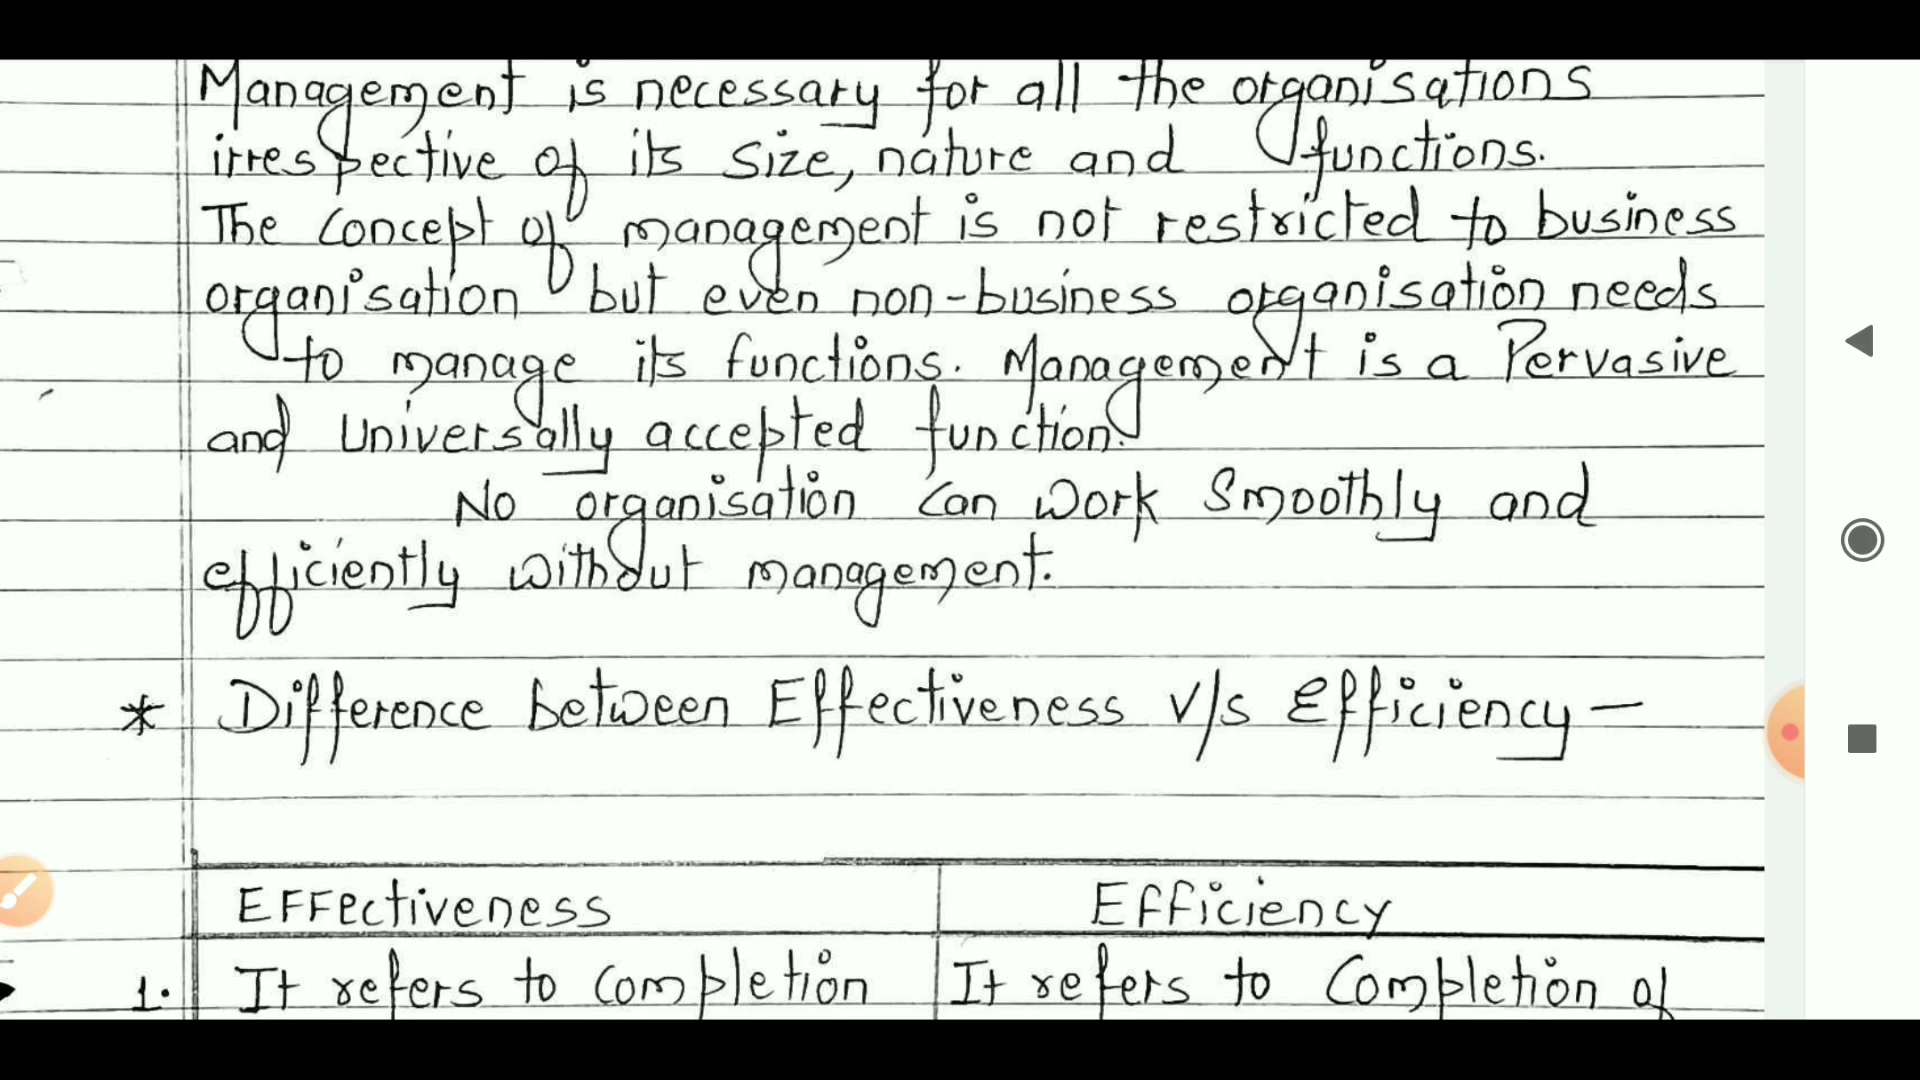 Management is necessary for all the organisations
irrespective of its size, nature and functions.
The concept of management is not restricted to business
organisation but even non-business organisation needs
to manage its functions. Management is a Pervasive
and Universally accepted function.
No organisation can work smoothly and
efficiently without management.
* Difference between Effectiveness v/s Efficiency —
Effectiveness Efficiency
1. It refers to completion It refers to completion of